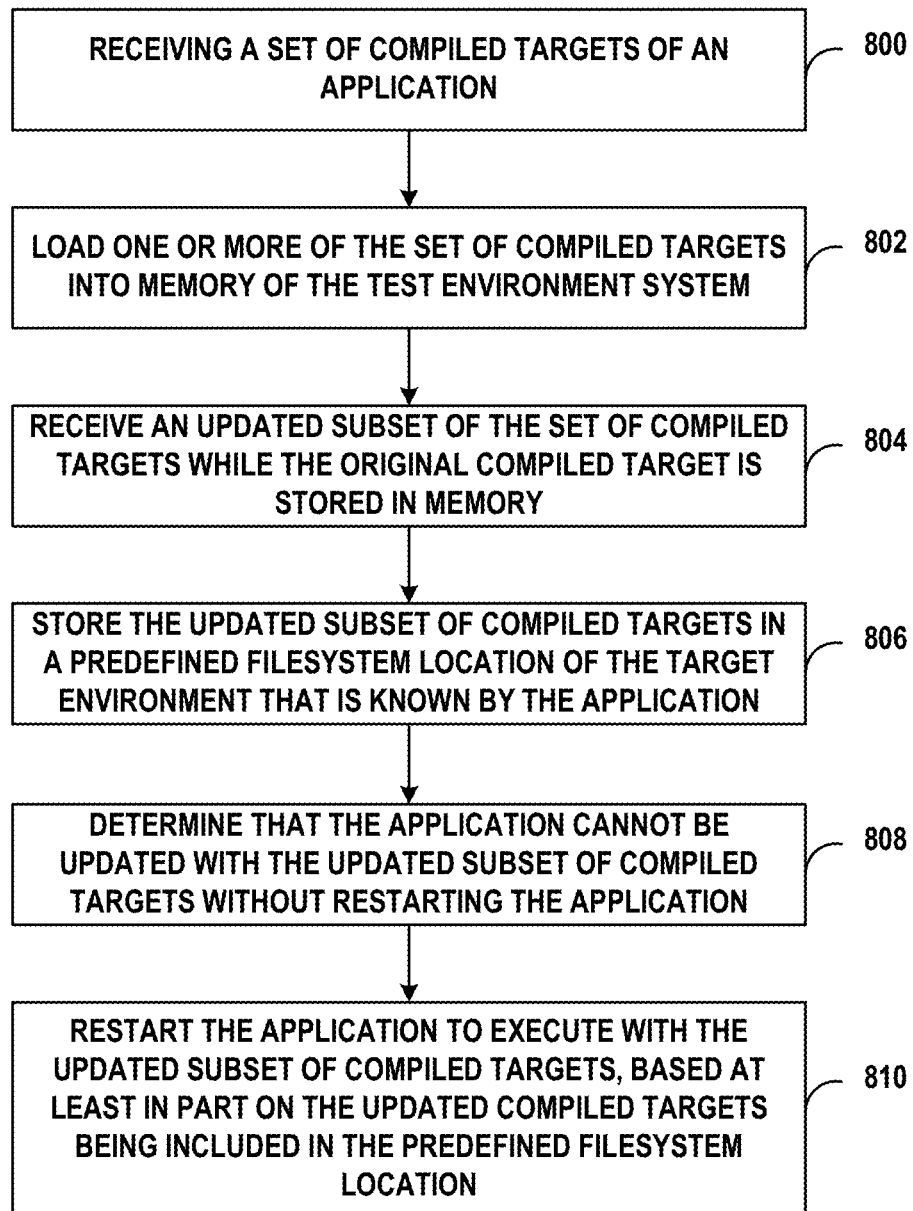 RECEIVING A SET OF COMPILED TARGETS OF AN
APPLICATION
800
LOAD ONE OR MORE OF THE SET OF COMPILED TARGETS
INTO MEMORY OF THE TEST ENVIRONMENT SYSTEM
802
RECEIVE AN UPDATED SUBSET OF THE SET OF COMPILED
TARGETS WHILE THE ORIGINAL COMPILED TARGET IS
STORED IN MEMORY
804
STORE THE UPDATED SUBSET OF COMPILED TARGETS IN
A PREDEFINED FILESYSTEM LOCATION OF THE TARGET
ENVIRONMENT THAT IS KNOWN BY THE APPLICATION
806
DETERMINE THAT THE APPLICATION CANNOT BE
UPDATED WITH THE UPDATED SUBSET OF COMPILED
TARGETS WITHOUT RESTARTING THE APPLICATION
808
RESTART THE APPLICATION TO EXECUTE WITH THE
UPDATED SUBSET OF COMPILED TARGETS, BASED AT
LEAST IN PART ON THE UPDATED COMPILED TARGETS
BEING INCLUDED IN THE PREDEFINED FILESYSTEM
LOCATION
810